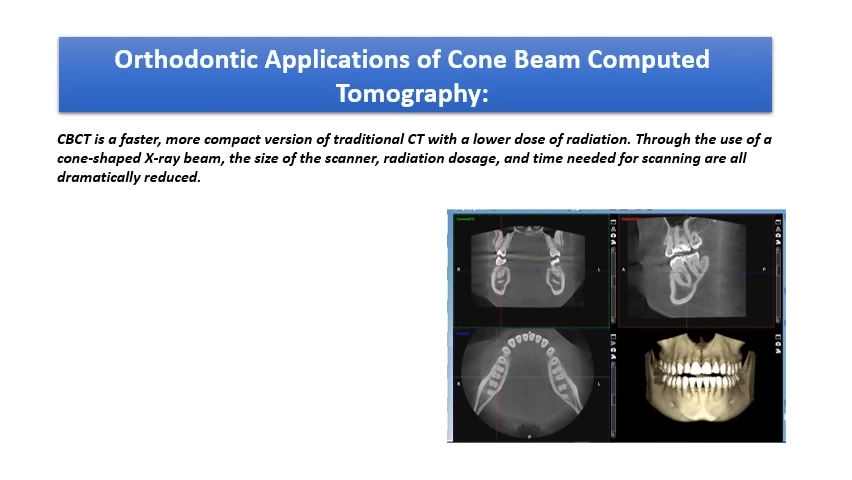 Orthodontic Applications of Cone Beam Computed
Tomography:
CBCT is a faster, more compact version of traditional CT with a lower dose of radiation. Through the use of a
cone-shaped X-ray beam, the size of the scanner, radiation dosage, and time needed for scanning are all
dramatically reduced.
R
L
A
P
R
L
P